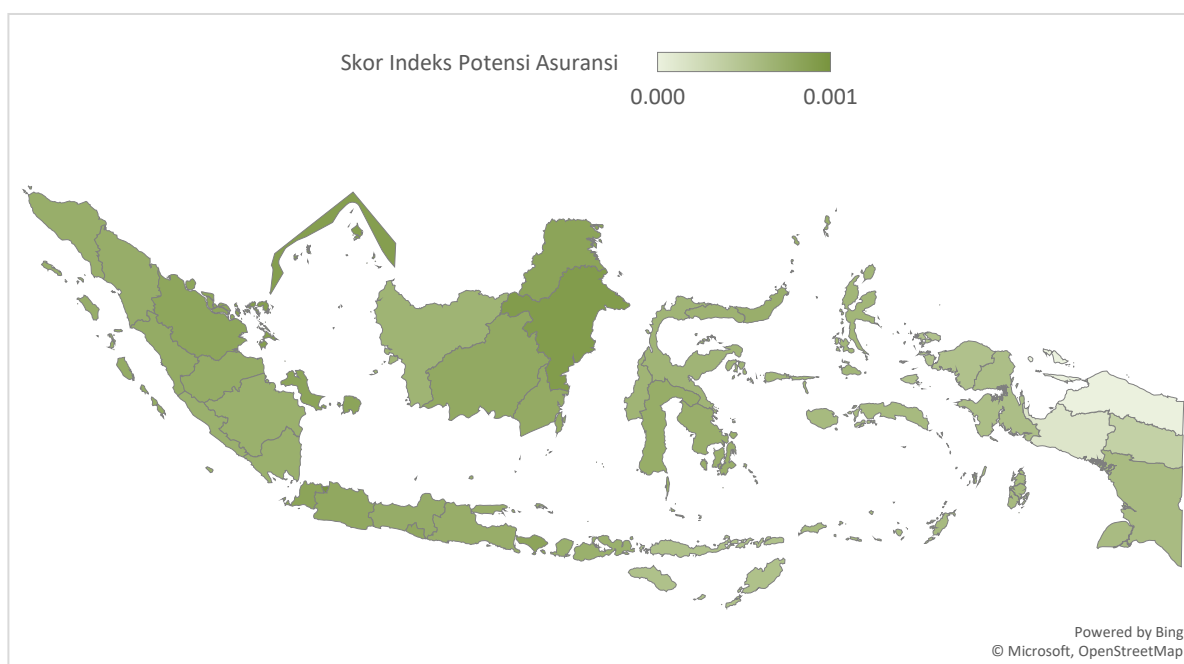 Skor Indeks Potensi Asuransi
0.000 0.001
Powered by Bing
© Microsoft, OpenStreetMap